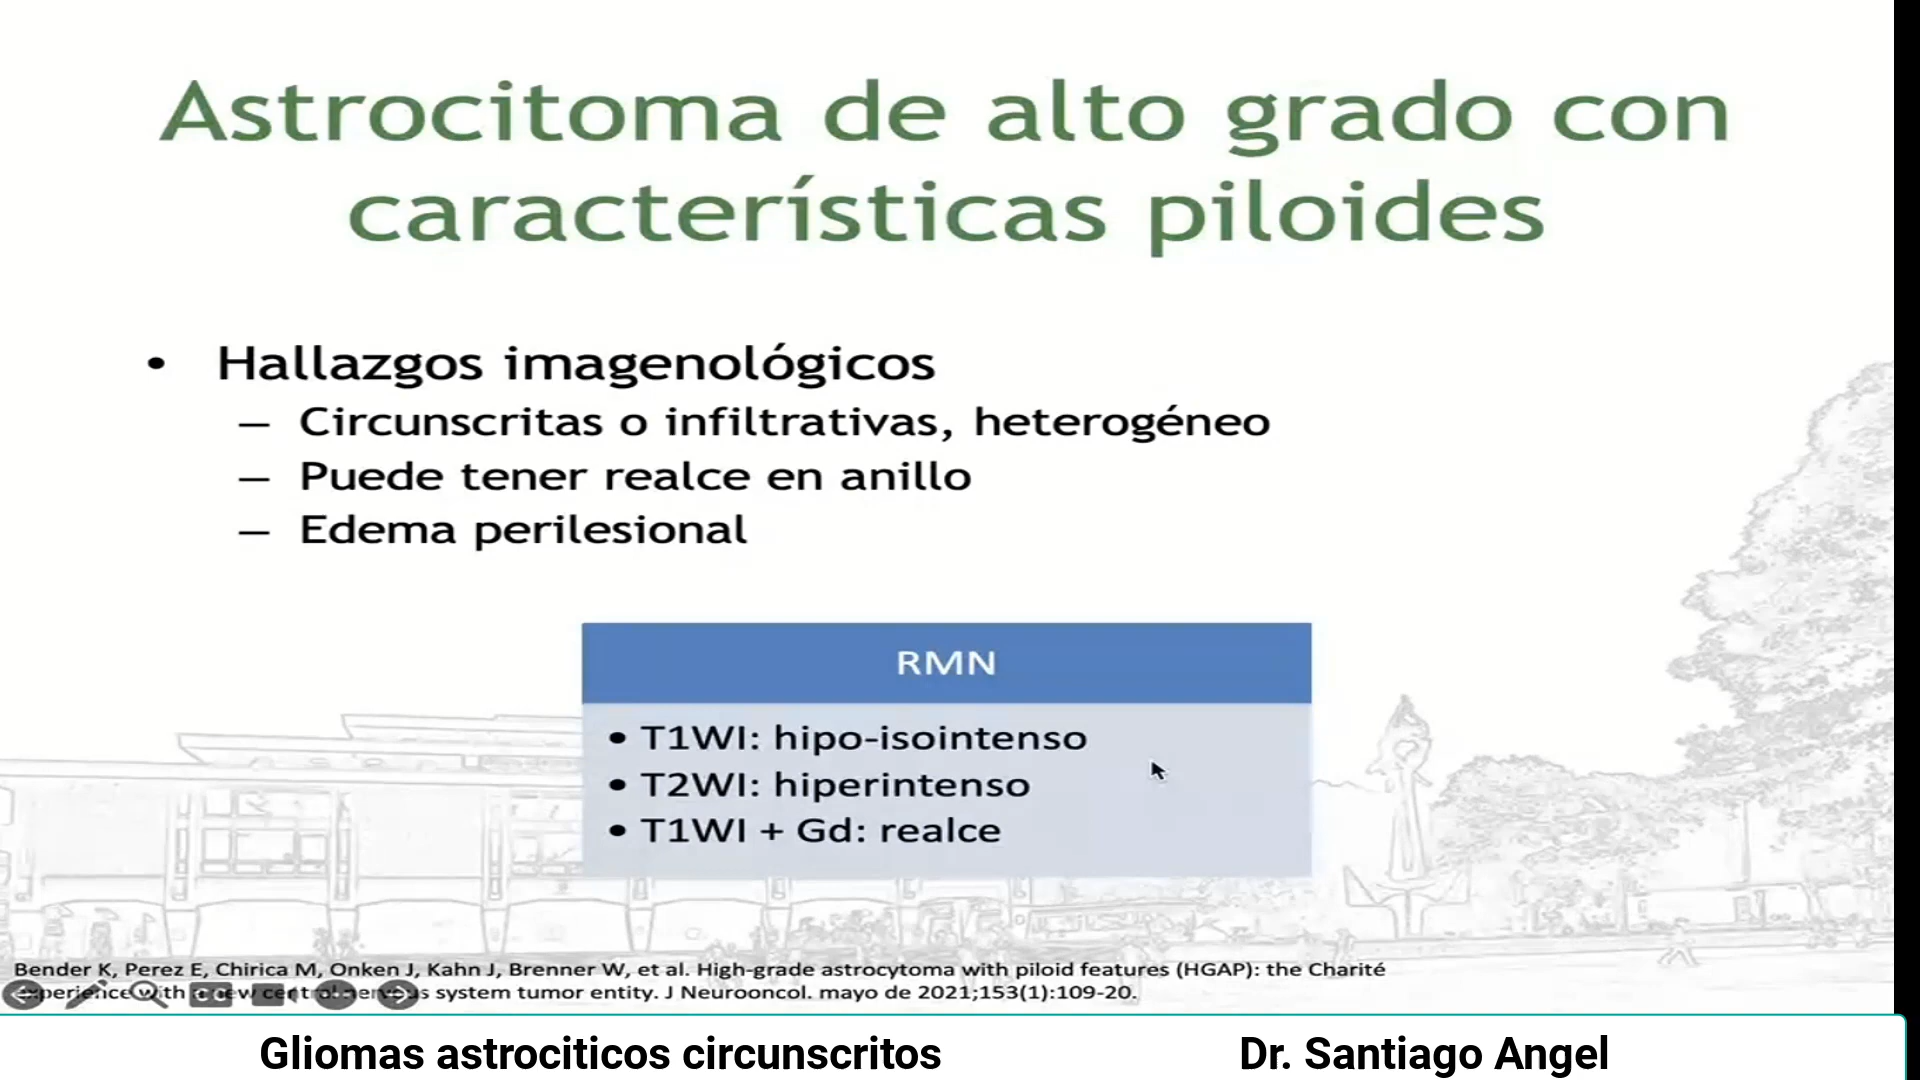 Astrocitoma de alto grado con
características piloides
• Hallazgos imagenológicos
– Circunscritas o infiltrativas, heterogéneo
– Puede tener realce en anillo
– Edema perilesional
RMN
• T1WI: hipo-isointenso
• T2WI: hiperintenso
• T1WI + Gd: realce
Bender K, Perez E, Chirica M, Onken J, Kahn J, Brenner W, et al. High-grade astrocytoma with piloid features (HGAP): the Charité
experience with a new central nervous system tumor entity. J Neurooncol. mayo de 2021;153(1):109-20.
Gliomas astrociticos circunscritos Dr. Santiago Angel